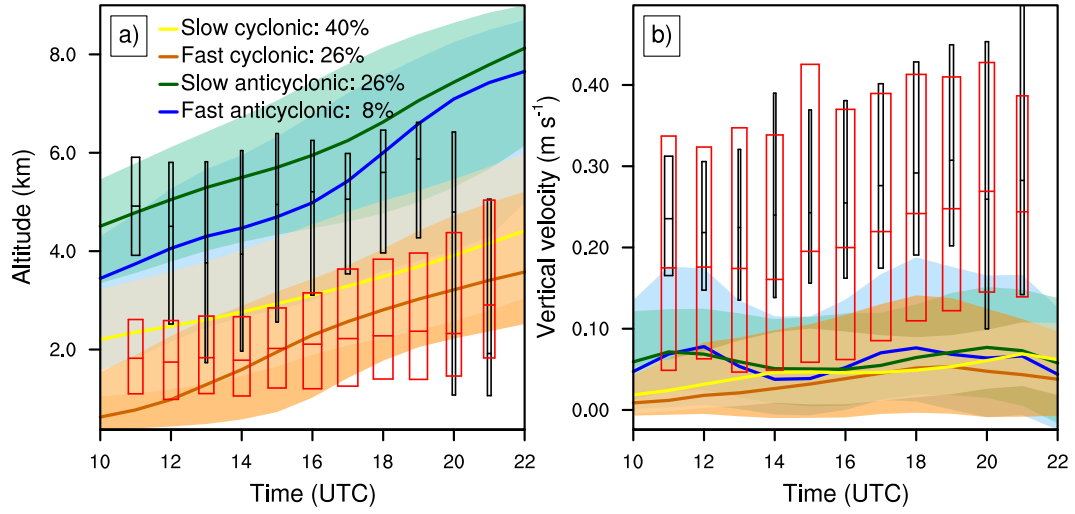 a)
Slow cyclonic: 40%
Fast cyclonic: 26%
Slow anticyclonic: 26%
Fast anticyclonic: 8%
8.0
6.0
4.0
2.0
Altitude (km)
10 12 14 16 18 20 22
Time (UTC)
b)
0.40
0.30
0.20
0.10
0.00
Vertical velocity (m s-1)
10 12 14 16 18 20 22
Time (UTC)